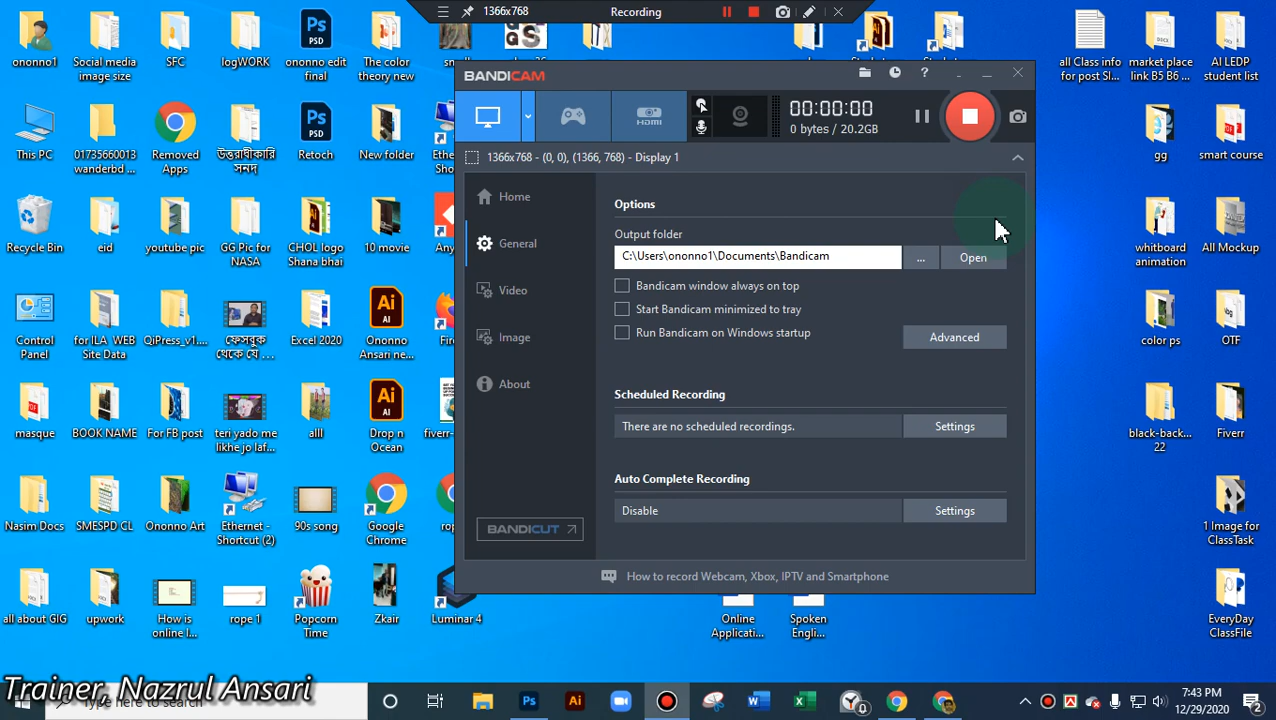 1366x768
Recording
ononno1
Social media
image size
SFC
logWORK
ononno edit
final
The color
theory new
all Class info
for post SI...
market place
link B5 B6 ...
AI LEDP
student list
BANDICAM
00:00:00
0 bytes / 20.2GB
1366x768 - (0, 0), (1366, 768) - Display 1
This PC
01735660013
wanderbd ...
Removed
Apps
উত্তরাধীকারি
সনদ
Retoch
New folder
gg
smart course
Home
General
Video
Image
About
BANDICUT
Options
Output folder
C:\Users\ononno1\Documents\Bandicam
...
Open
Bandicam window always on top
Start Bandicam minimized to tray
Run Bandicam on Windows startup
Advanced
Scheduled Recording
There are no scheduled recordings.
Settings
Auto Complete Recording
Disable
Settings
How to record Webcam, Xbox, IPTV and Smartphone
Recycle Bin
eid
youtube pic
GG Pic for
NASA
CHOL logo
Shana bhai
10 movie
whitboard
animation
All Mockup
Control
Panel
for ILA WEB
Site Data
QiPress_v1....
ফেসবুক
থেকে যে ...
Excel 2020
Ononno
Ansari ne...
color ps
OTF
masque
BOOK NAME
For FB post
teri yado me
likhe jo laf...
alll
Drop n
Ocean
black-back...
22
Fiverr
Nasim Docs
SMESPD CL
Ononno Art
Ethernet -
Shortcut (2)
90s song
Google
Chrome
1 Image for
ClassTask
all about GIG
upwork
How is
online l...
rope 1
Popcorn
Time
Zkair
Luminar 4
Online
Applicati...
Spoken
Engli...
EveryDay
ClassFile
Trainer, Nazrul Ansari
Type here to search
7:43 PM
12/29/2020
2